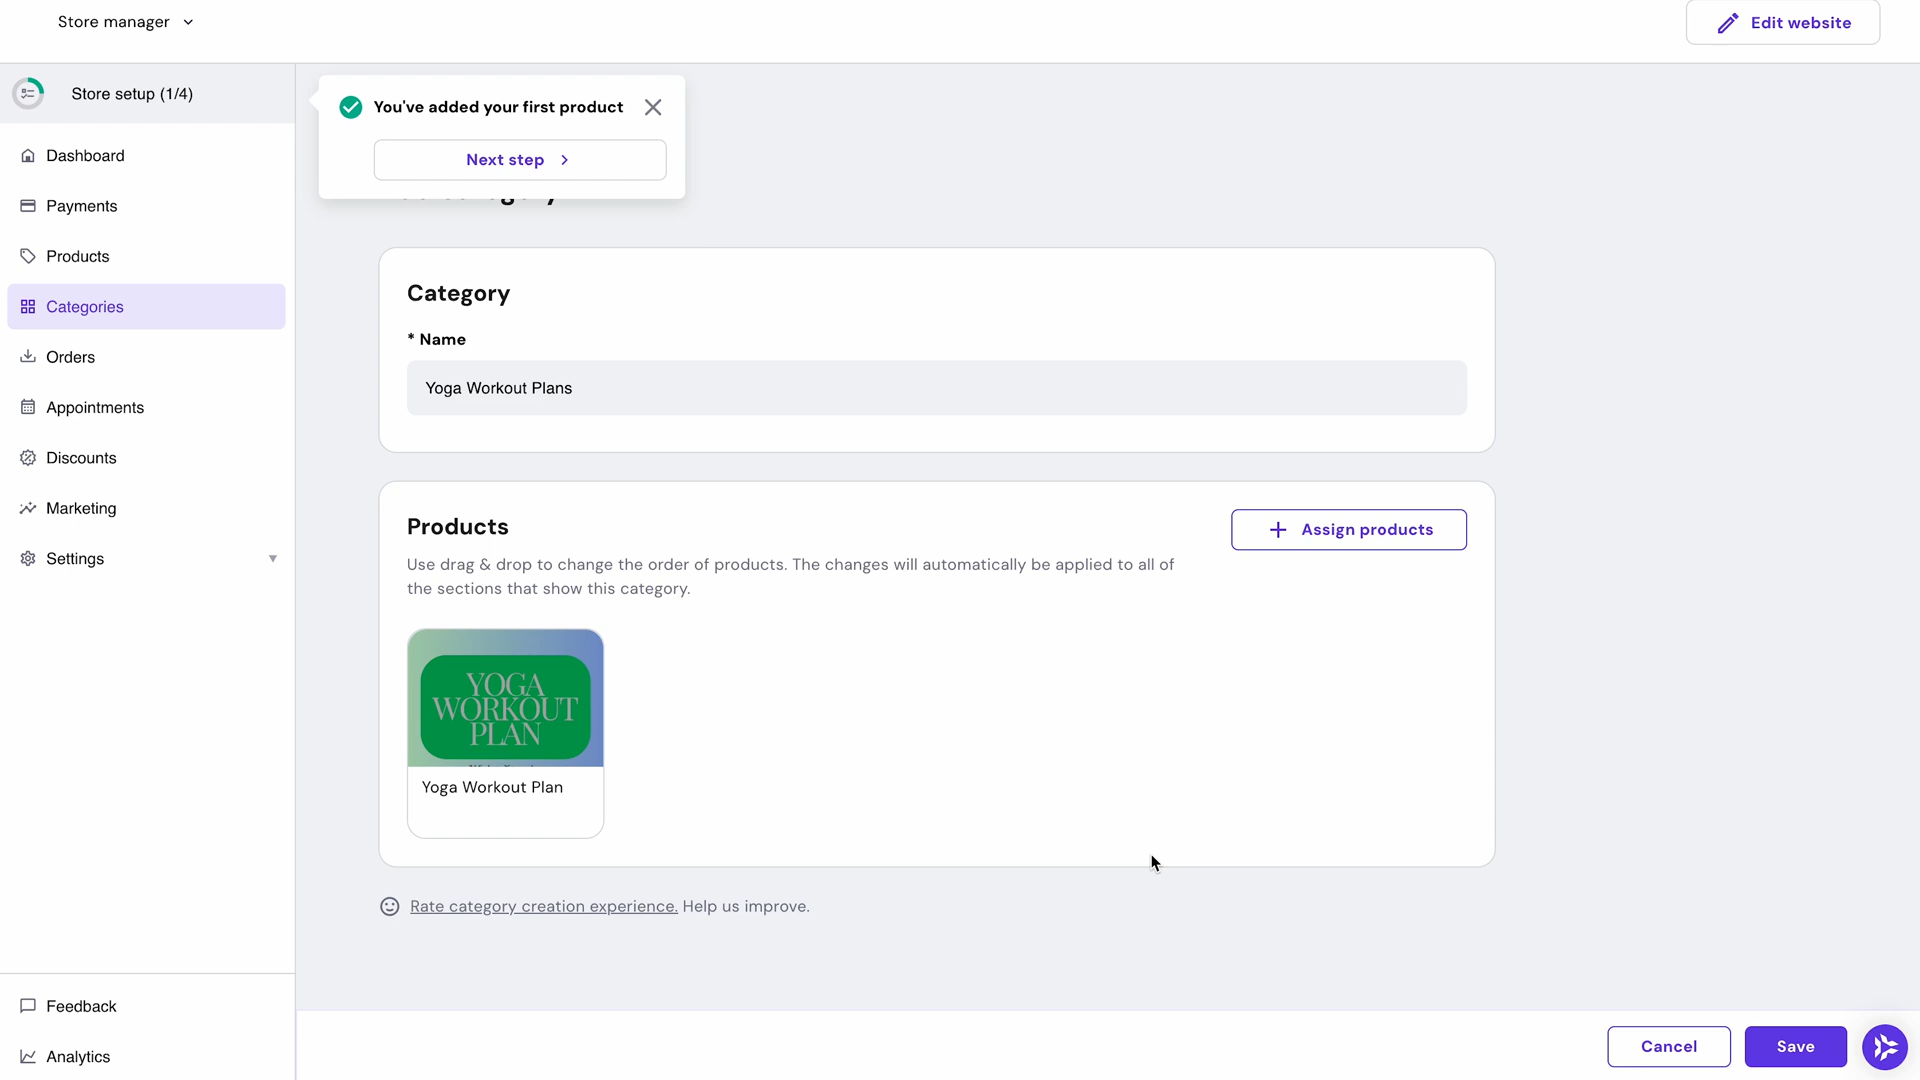 Store manager
Edit website
Store setup (1/4)
You've added your first product
Next step
Dashboard
Payments
Products
Categories
Orders
Appointments
Discounts
Marketing
Settings
Category
* Name
Yoga Workout Plans
Products
Assign products
Use drag & drop to change the order of products. The changes will automatically be applied to all of
the sections that show this category.
YOGA
WORKOUT
PLAN
Yoga Workout Plan
Rate category creation experience. Help us improve.
Feedback
Analytics
Cancel
Save